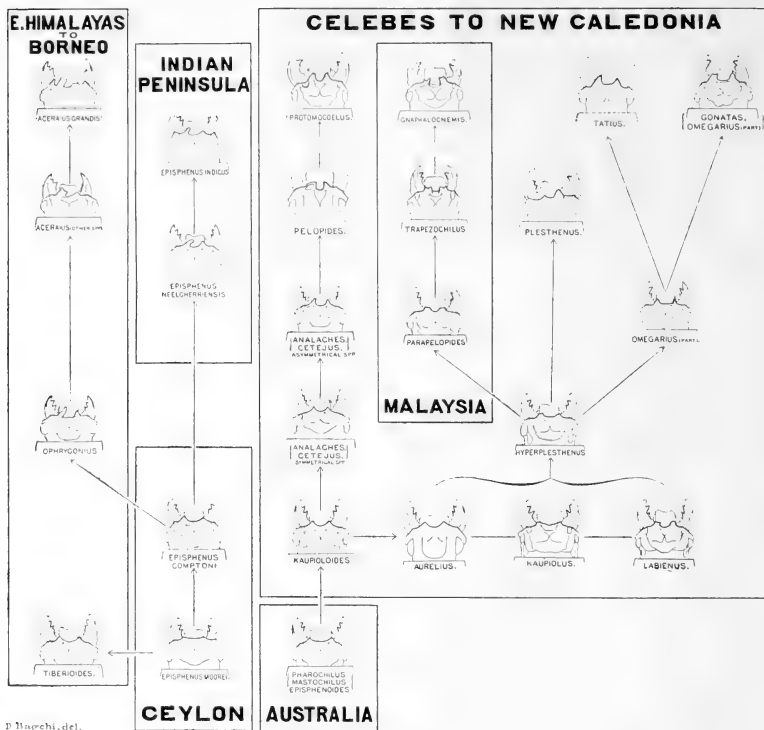 E. HIMALAYAS
TO
BORNEO
ACERAIUS GRANDIS
ACERAIUS (OTHER SPP.
OPHRYGONIUS
TIBERIOIDES.
INDIAN
PENINSULA
EPISPHENUS INDICUS
EPISPHENUS
NEELGHERRIENSIS
EPISPHENUS
COMPTONI
EPISPHENUS MOOREI.
CEYLON
CELEBES TO NEW CALEDONIA
PROTOMOCOELUS.
PELOPIDES.
ANALACHES.
CETEJUS.
ASYMMETRICAL SPP
ANALACHES.
CETEJUS.
SYMMETRICAL SPP
KAUPIOLOIDES
GNAPHALOCNEMIS.
TRAPEZOCHILUS
PARAPELOPIDES
MALAYSIA
TATIUS.
GONATAS.
OMEGARIUS (PART)
PLESTHENUS.
OMEGARIUS (PART).
HYPERPLESTHENUS
AURELIUS.
KAUPIOLUS.
LABIENUS.
PHAROCHILUS
MASTOCHILUS
EPISPHENOIDES
AUSTRALIA
D. Bagchi, del.